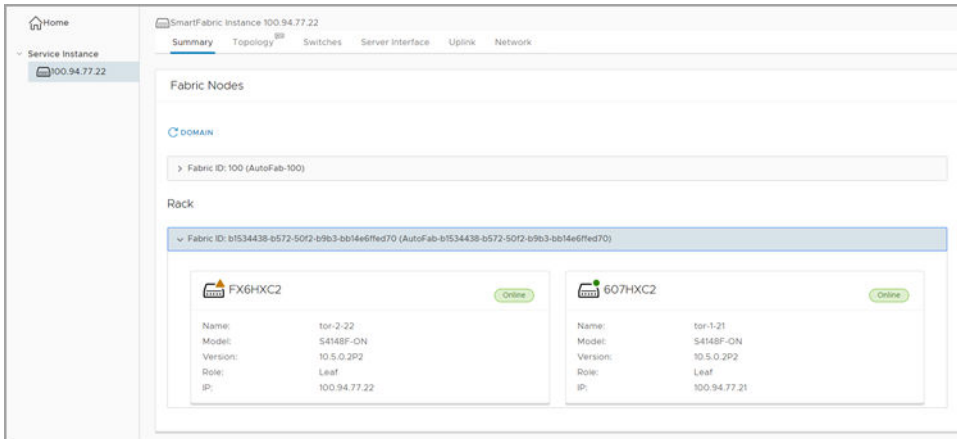 Home
Service Instance
100.94.77.22
SmartFabric Instance 100.94.77.22
Summary Topology Switches Server Interface Uplink Network
Fabric Nodes
DOMAIN
Fabric ID: 100 (AutoFab-100)
Rack
Fabric ID: b1534438-b572-50f2-b9b3-bb14e6ffed70 (AutoFab-b1534438-b572-50f2-b9b3-bb14e6ffed70)
FX6HXC2 Online
Name: tor-2-22
Model: S4148F-ON
Version: 10.5.0.2P2
Role: Leaf
IP: 100.94.77.22
607HXC2 Online
Name: tor-1-21
Model: S4148F-ON
Version: 10.5.0.2P2
Role: Leaf
IP: 100.94.77.21